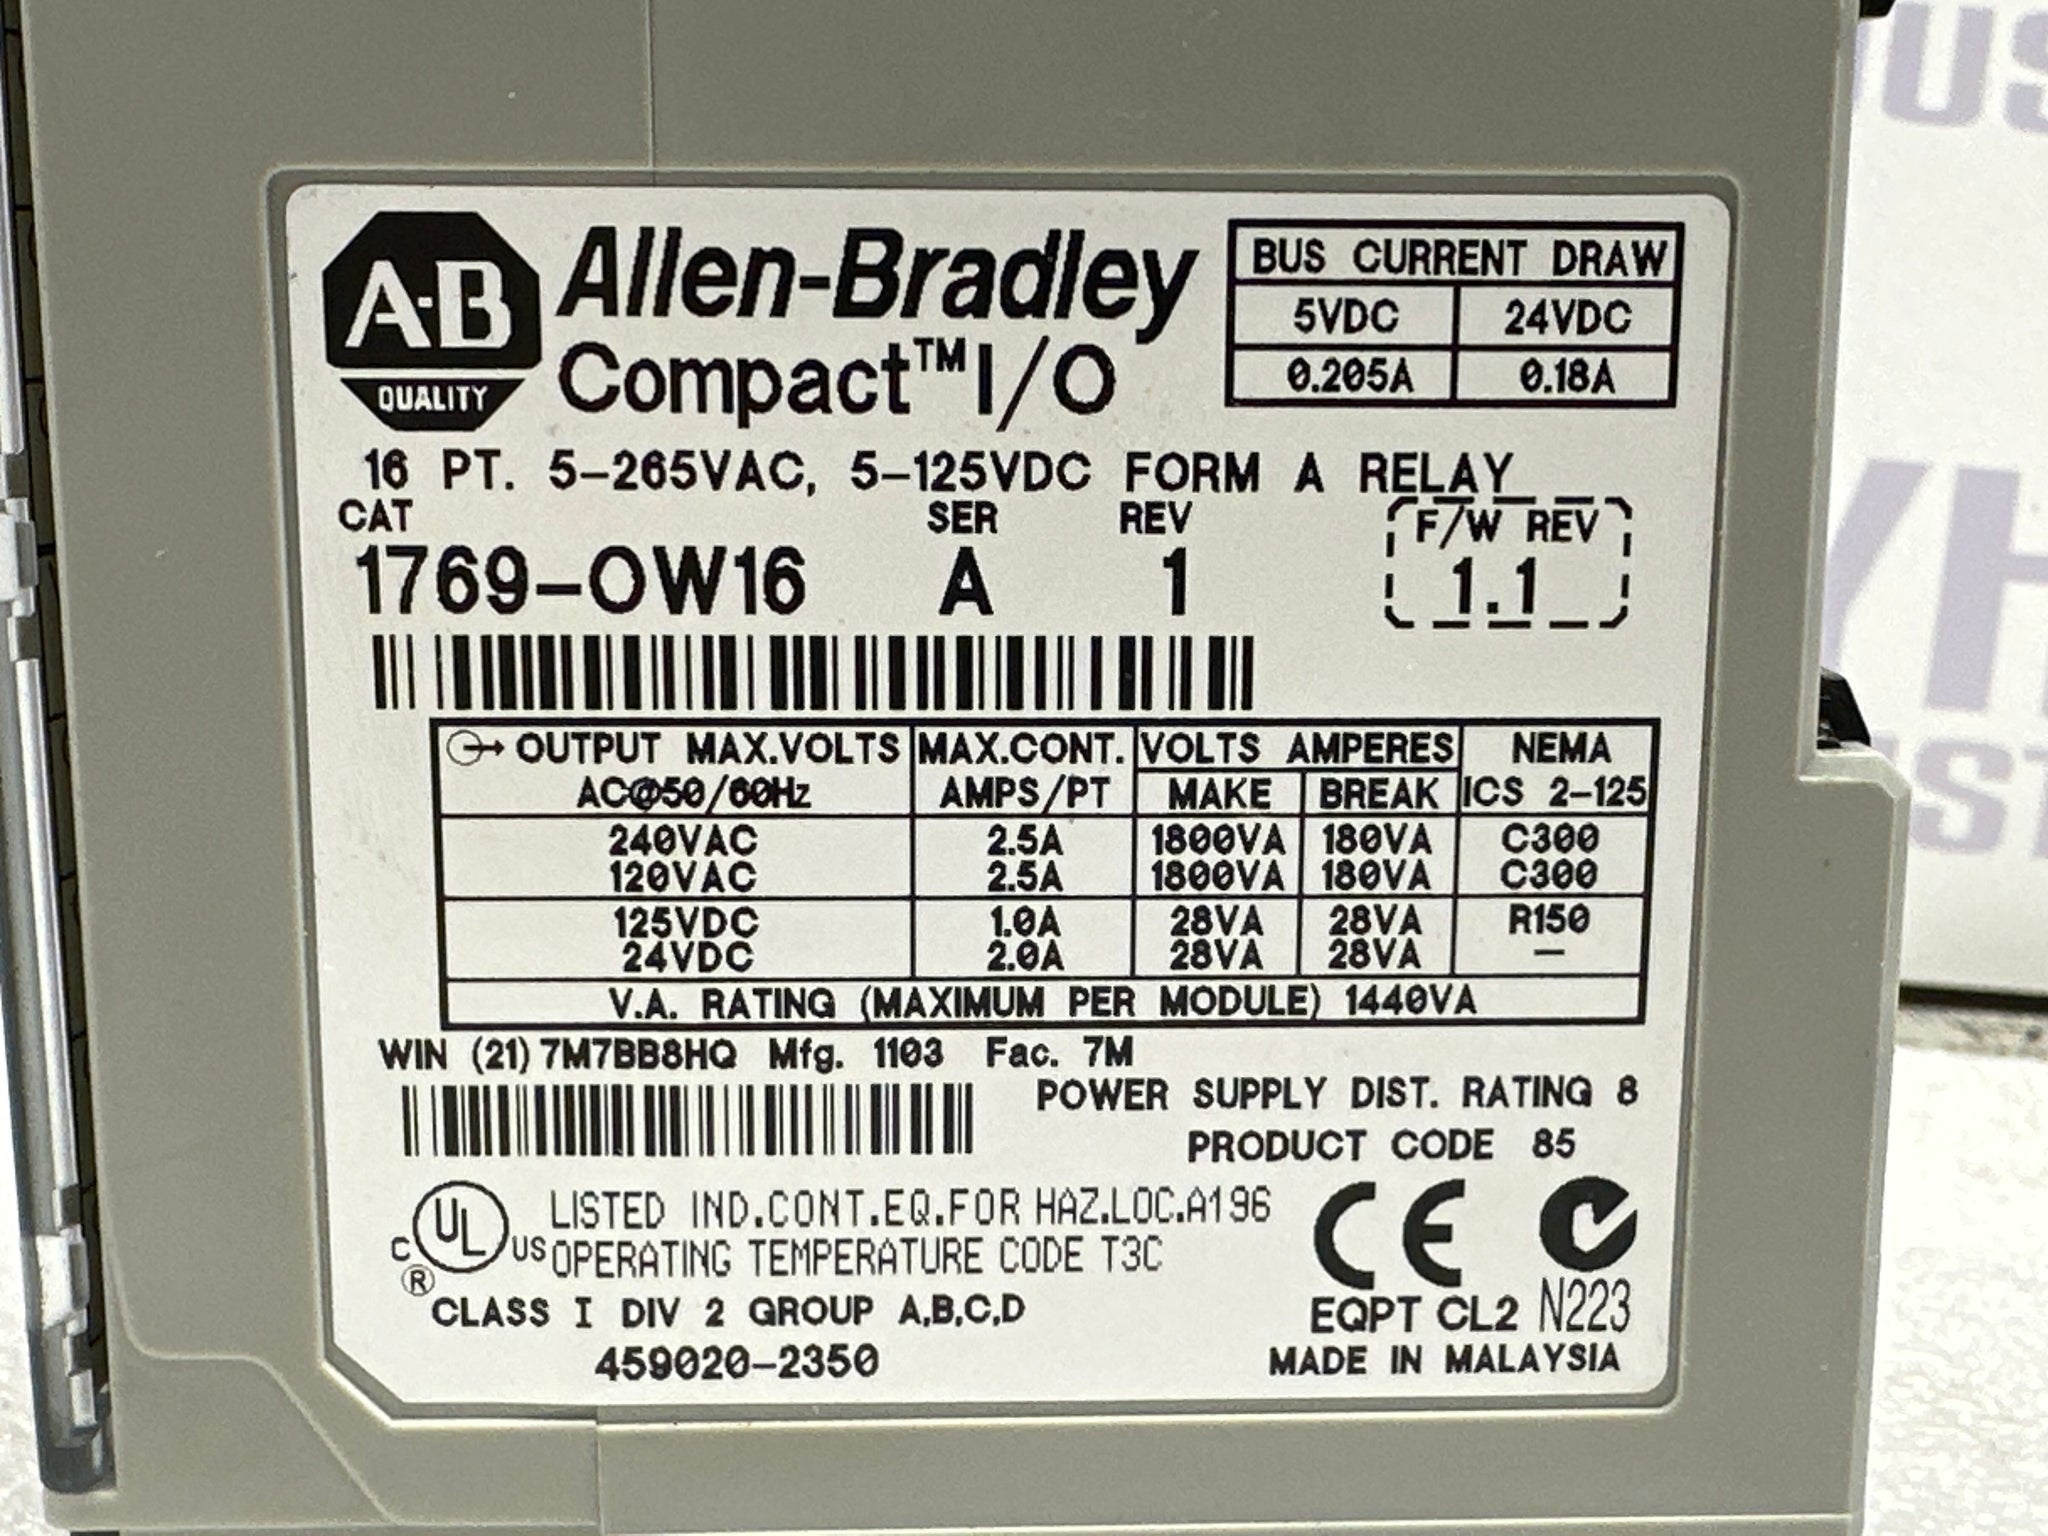 A-B
QUALITY
Allen-Bradley
Compact™ I/O
BUS CURRENT DRAW
5VDC 24VDC
0.205A 0.18A
16 PT. 5-265VAC, 5-125VDC FORM A RELAY
CAT SER REV F/W REV
1769-OW16 A 1 1.1
OUTPUT MAX.VOLTS MAX.CONT. VOLTS AMPERES NEMA
AC@50/60Hz AMPS/PT MAKE BREAK ICS 2-125
240VAC 2.5A 1800VA 180VA C300
120VAC 2.5A 1800VA 180VA C300
125VDC 1.0A 28VA 28VA R150
24VDC 2.0A 28VA 28VA —
V.A. RATING (MAXIMUM PER MODULE) 1440VA
WIN (21) 7M7BB8HQ Mfg. 1103 Fac. 7M
POWER SUPPLY DIST. RATING 8
PRODUCT CODE 85
C UL US ®
LISTED IND.CONT.EQ.FOR HAZ.LOC.A196
OPERATING TEMPERATURE CODE T3C
CLASS I DIV 2 GROUP A,B,C,D
459020-2350
CE
EQPT CL2 N223
MADE IN MALAYSIA